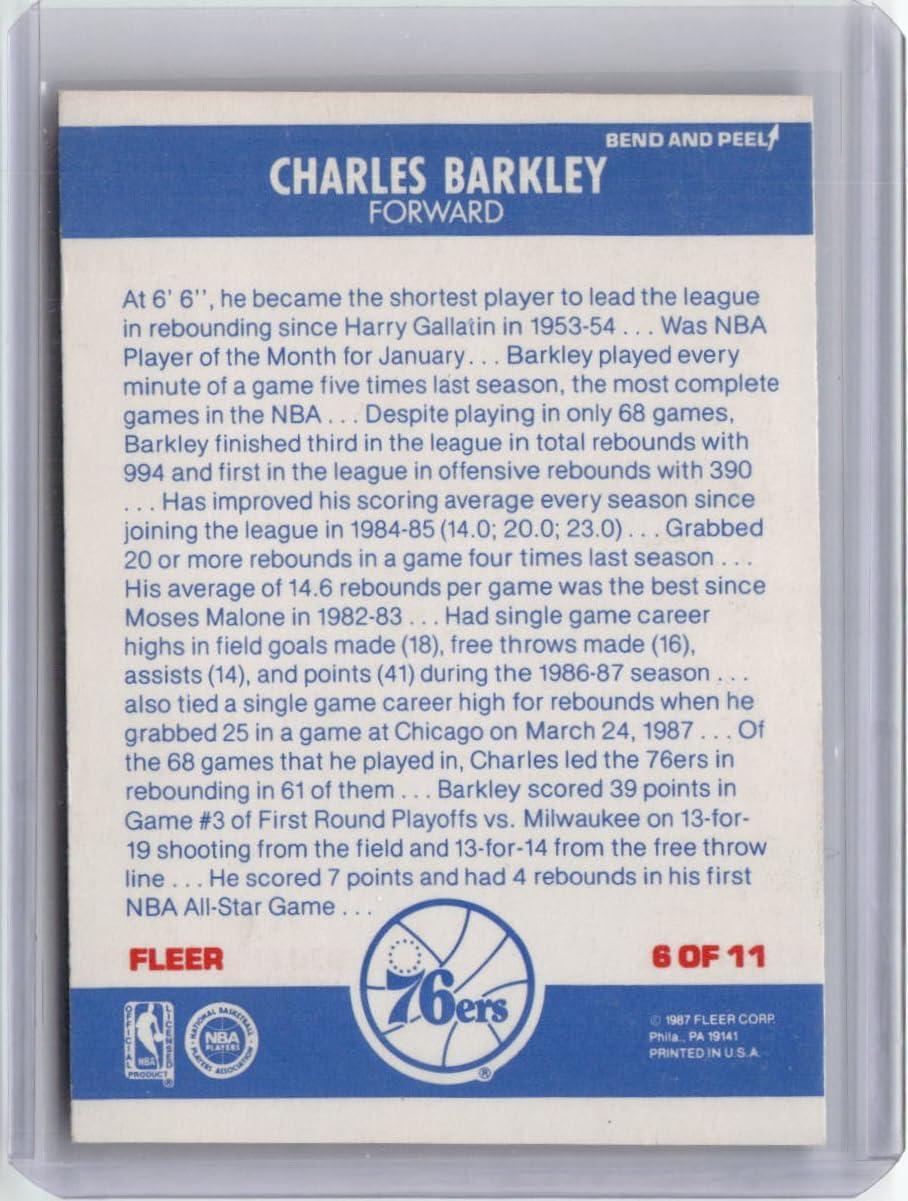 BEND AND PEEL
CHARLES BARKLEY
FORWARD
At 6' 6'', he became the shortest player to lead the league
in rebounding since Harry Gallatin in 1953-54 . . . Was NBA
Player of the Month for January. . . Barkley played every
minute of a game five times last season, the most complete
games in the NBA . . . Despite playing in only 68 games,
Barkley finished third in the league in total rebounds with
994 and first in the league in offensive rebounds with 390
. . . Has improved his scoring average every season since
joining the league in 1984-85 (14.0; 20.0; 23.0) . . . Grabbed
20 or more rebounds in a game four times last season . . .
His average of 14.6 rebounds per game was the best since
Moses Malone in 1982-83 . . . Had single game career
highs in field goals made (18), free throws made (16),
assists (14), and points (41) during the 1986-87 season . . .
also tied a single game career high for rebounds when he
grabbed 25 in a game at Chicago on March 24, 1987 . . . Of
the 68 games that he played in, Charles led the 76ers in
rebounding in 61 of them . . . Barkley scored 39 points in
Game #3 of First Round Playoffs vs. Milwaukee on 13-for-
19 shooting from the field and 13-for-14 from the free throw
line . . . He scored 7 points and had 4 rebounds in his first
NBA All-Star Game . . .
FLEER
6 OF 11
OFFICIAL LICENSED
NBA
PRODUCT ®
NATIONAL BASKETBALL
NBA
PLAYERS
PLAYERS ASSOCIATION
76ers
®
© 1987 FLEER CORP.
Phila., PA 19141
PRINTED IN U.S.A.